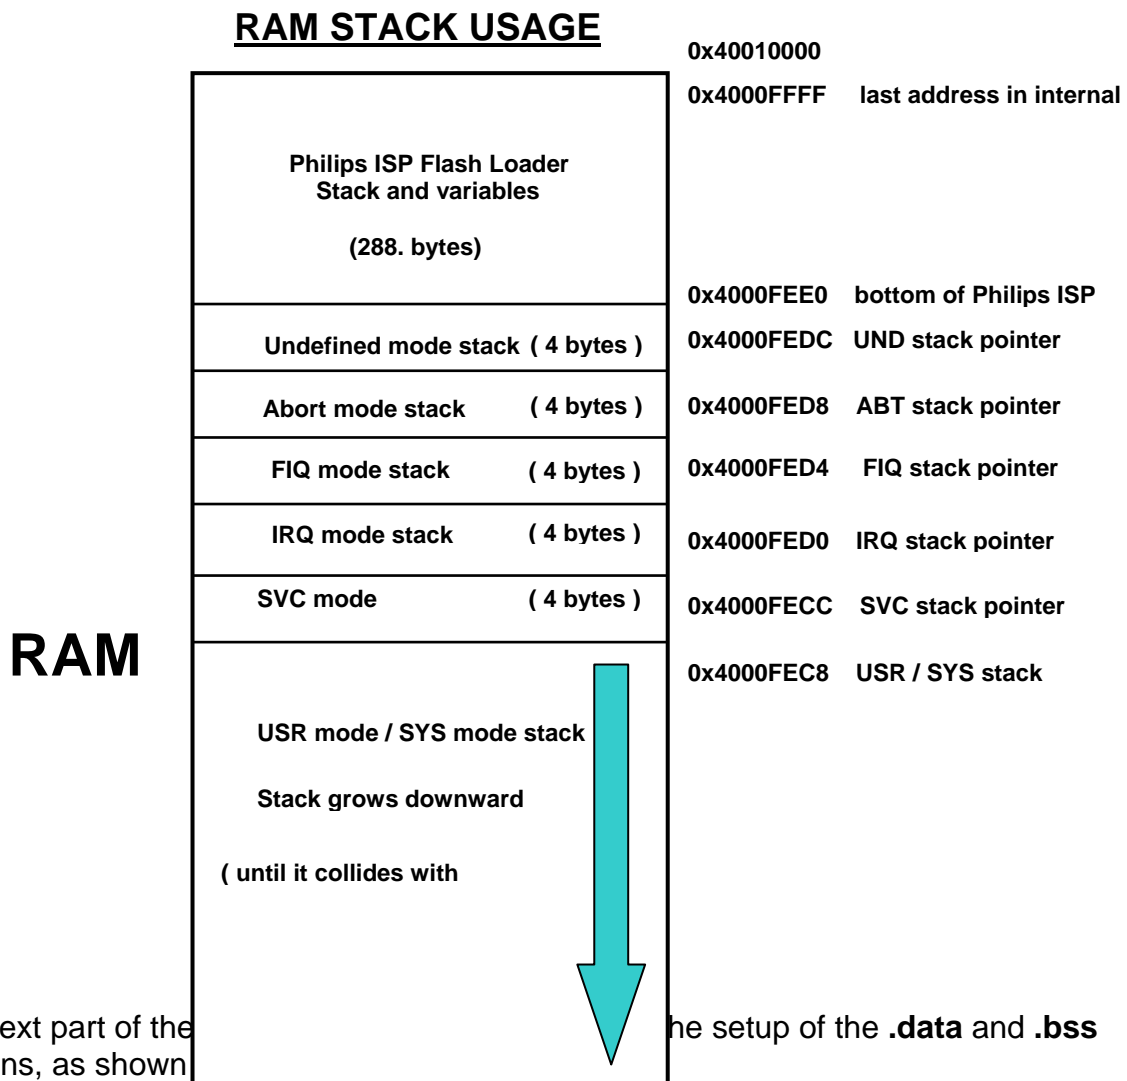 RAM STACK USAGE
0x40010000
0x4000FFFF last address in internal
Philips ISP Flash Loader
Stack and variables
(288. bytes)
0x4000FEE0 bottom of Philips ISP
Undefined mode stack ( 4 bytes ) 0x4000FEDC UND stack pointer
Abort mode stack ( 4 bytes ) 0x4000FED8 ABT stack pointer
FIQ mode stack ( 4 bytes ) 0x4000FED4 FIQ stack pointer
IRQ mode stack ( 4 bytes ) 0x4000FED0 IRQ stack pointer
SVC mode ( 4 bytes ) 0x4000FECC SVC stack pointer
RAM
0x4000FEC8 USR / SYS stack
USR mode / SYS mode stack
Stack grows downward
( until it collides with
ext part of the he setup of the .data and .bss
ns, as shown